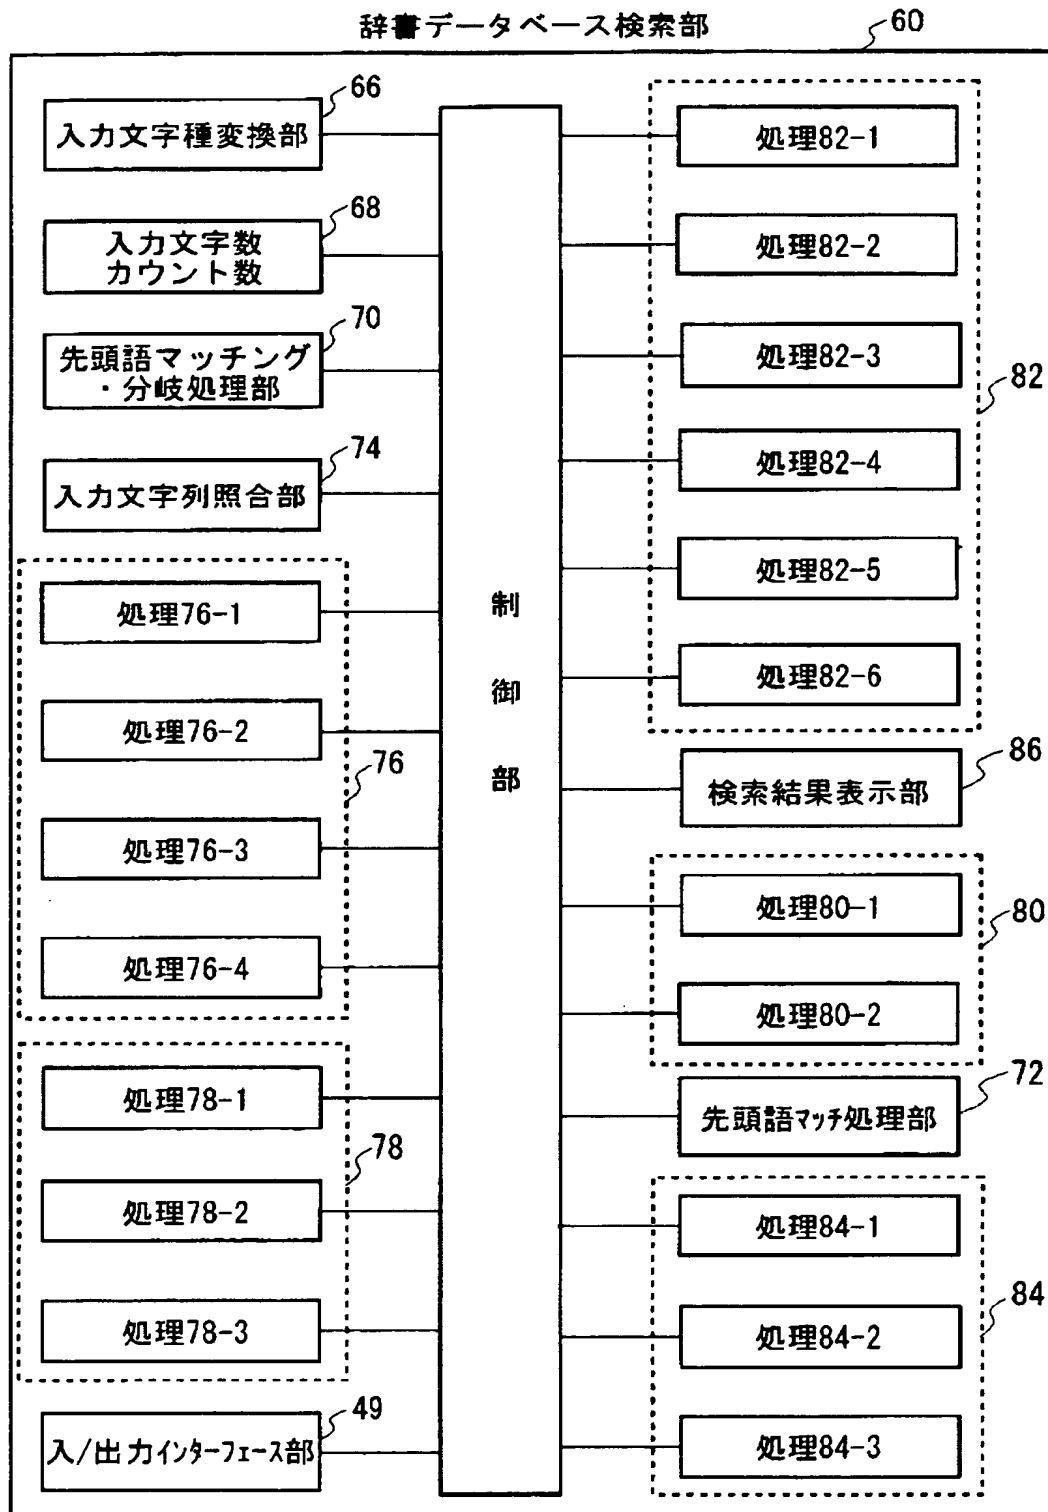 辞書データベース検索部
60
66
入力文字種変換部
68
入力文字数
カウント数
70
先頭語マッチング
・分岐処理部
74
入力文字列照合部
処理76-1
処理76-2
76
処理76-3
処理76-4
処理78-1
78
処理78-2
処理78-3
49
入/出力インターフェース部
制
御
部
処理82-1
処理82-2
処理82-3
82
処理82-4
処理82-5
処理82-6
86
検索結果表示部
処理80-1
80
処理80-2
72
先頭語マッチ処理部
処理84-1
84
処理84-2
処理84-3